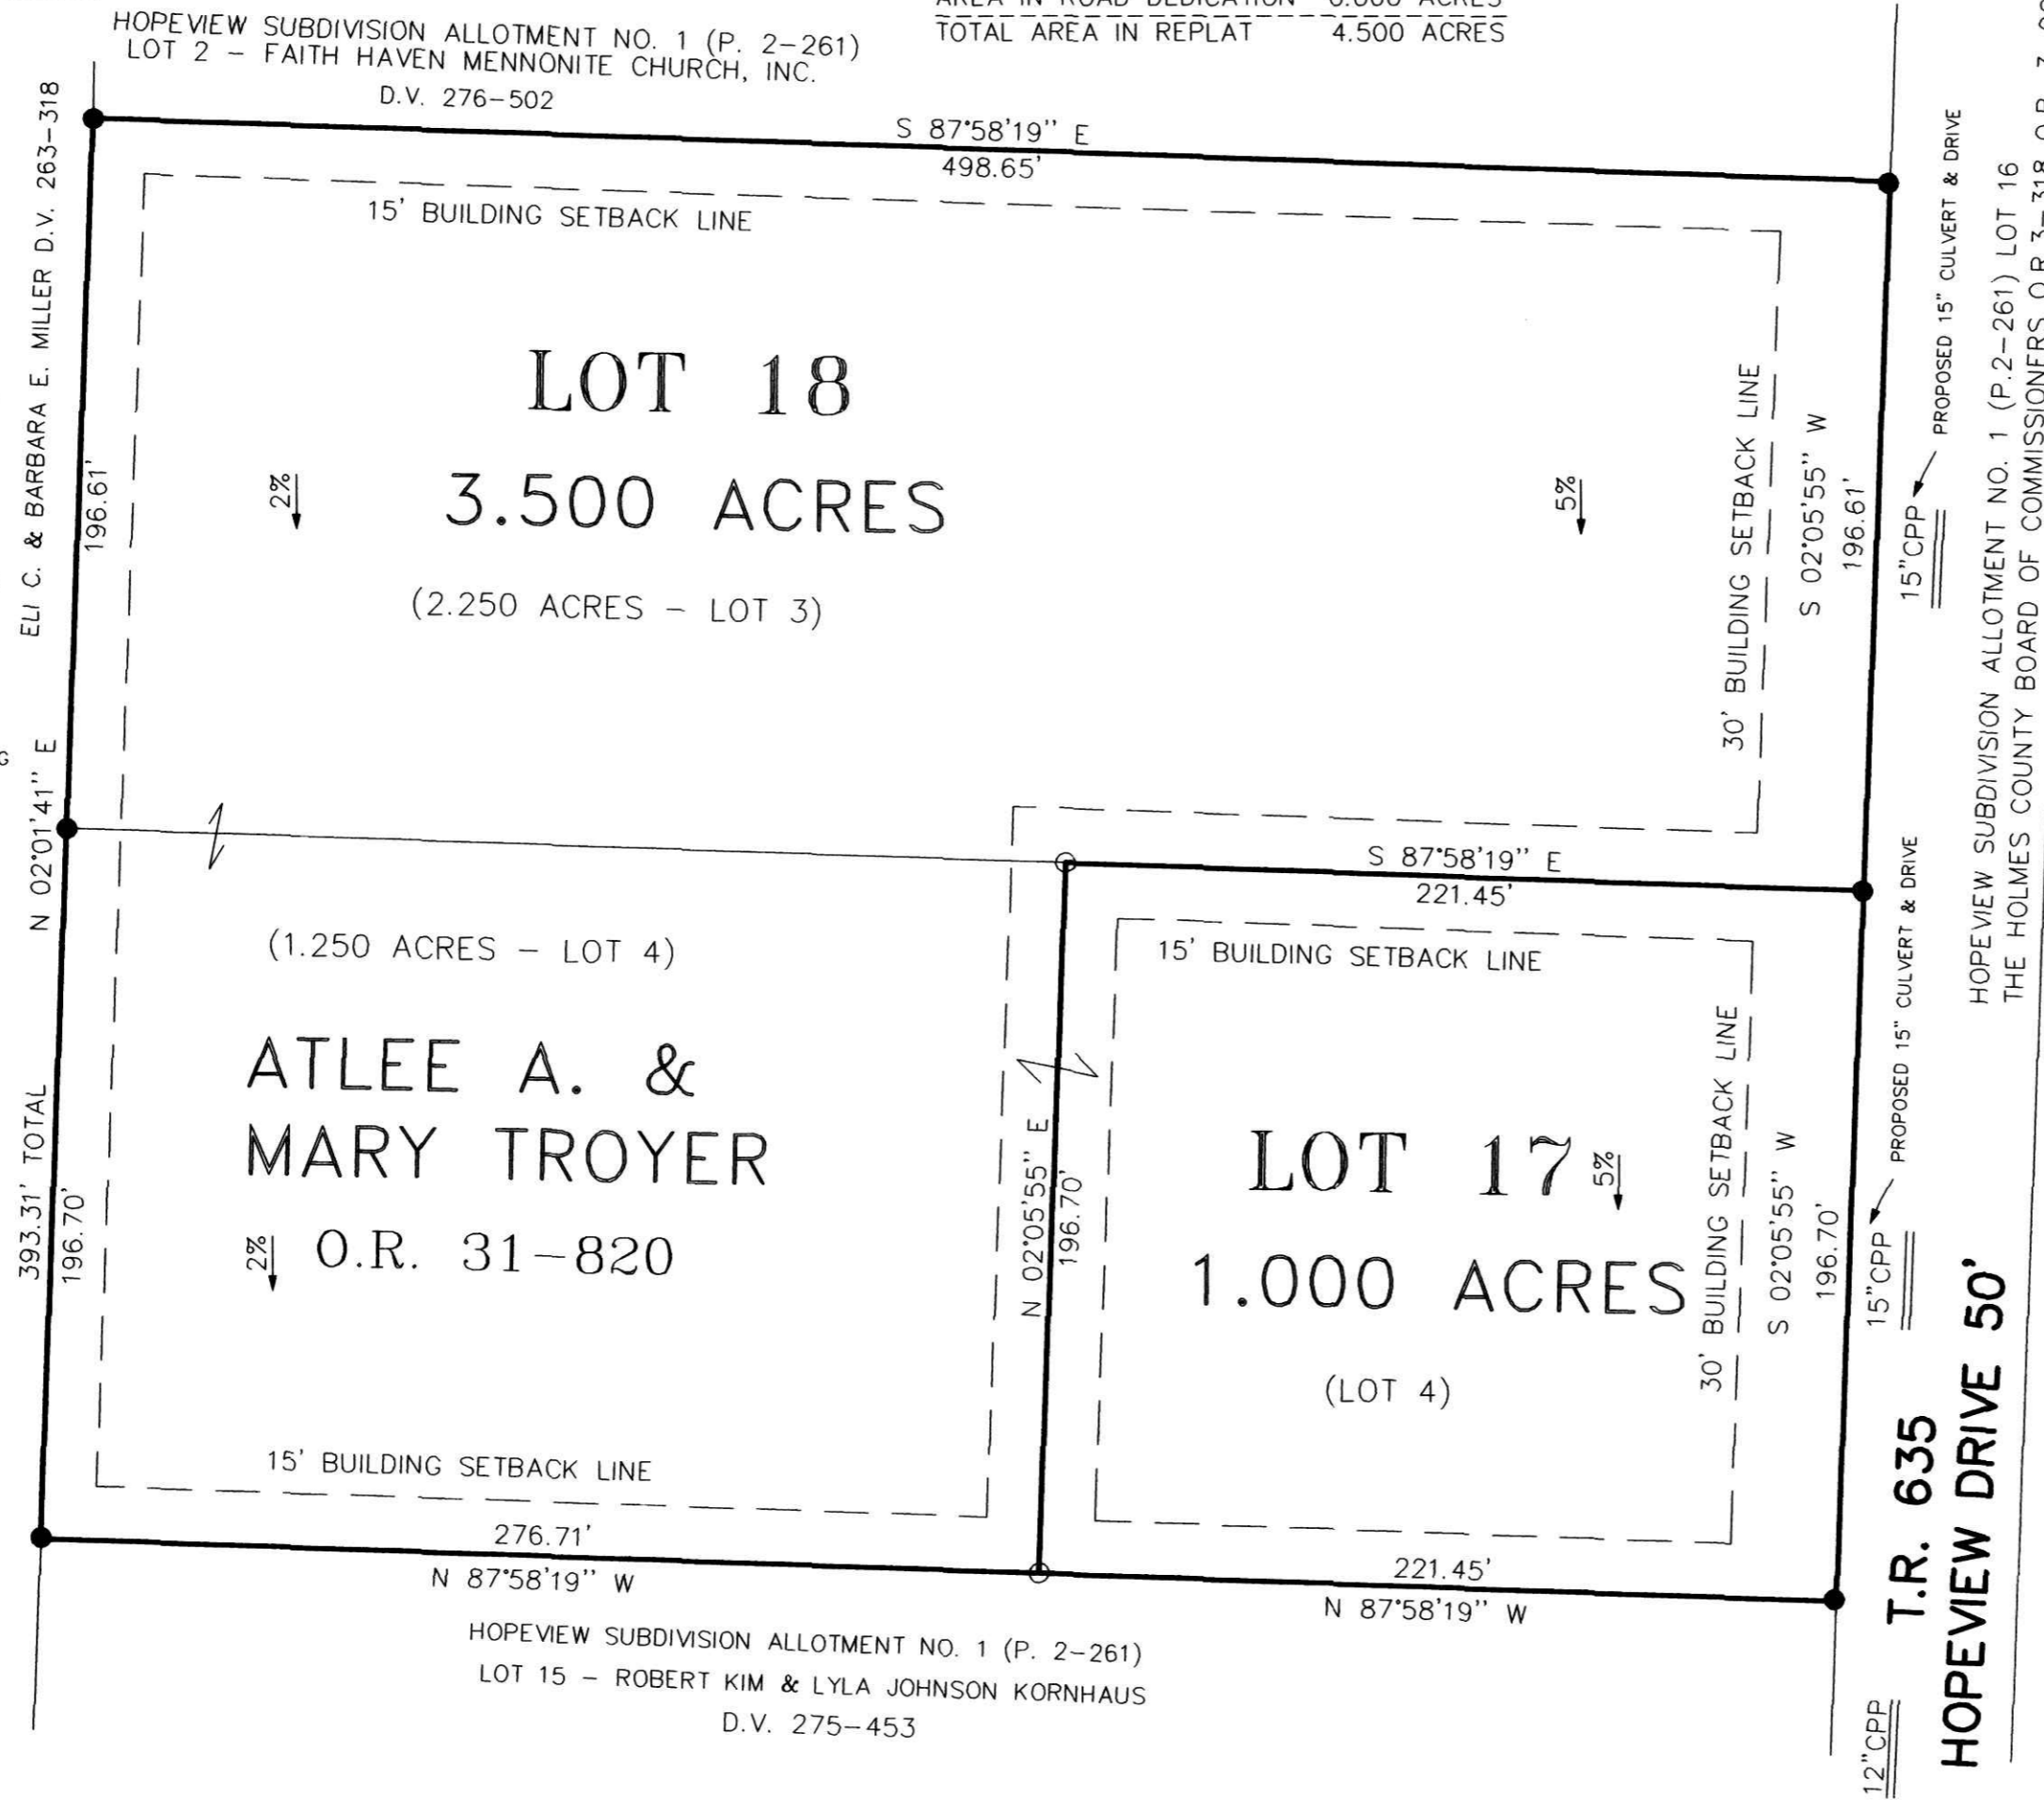 TOTAL AREA IN REPLAT 4.500 ACRES
HOPEVIEW SUBDIVISION ALLOTMENT NO. 1 (P. 2-261)
LOT 2 - FAITH HAVEN MENNONITE CHURCH, INC.
D.V. 276-502
S 87°58'19" E
498.65'
15' BUILDING SETBACK LINE
ELI C. & BARBARA E. MILLER D.V. 263-318
196.61'
N 02°01'41" E
393.31' TOTAL
196.70'
LOT 18
3.500 ACRES
(2.250 ACRES - LOT 3)
2%
5%
30' BUILDING SETBACK LINE
S 02°05'55" W
196.61'
15"CPP
PROPOSED 15" CULVERT & DRIVE
HOPEVIEW SUBDIVISION ALLOTMENT NO. 1 (P.2-261) LOT 16
THE HOLMES COUNTY BOARD OF COMMISSIONERS O.R. 3-318
S 87°58'19" E
221.45'
(1.250 ACRES - LOT 4)
ATLEE A. &
MARY TROYER
O.R. 31-820
2%
15' BUILDING SETBACK LINE
N 02°05'55" E
196.70'
15' BUILDING SETBACK LINE
LOT 17
5%
1.000 ACRES
(LOT 4)
30' BUILDING SETBACK LINE
S 02°05'55" W
196.70'
15"CPP
PROPOSED 15" CULVERT & DRIVE
276.71'
N 87°58'19" W
221.45'
N 87°58'19" W
HOPEVIEW SUBDIVISION ALLOTMENT NO. 1 (P. 2-261)
LOT 15 - ROBERT KIM & LYLA JOHNSON KORNHAUS
D.V. 275-453
12"CPP
T.R. 635
HOPEVIEW DRIVE 50'